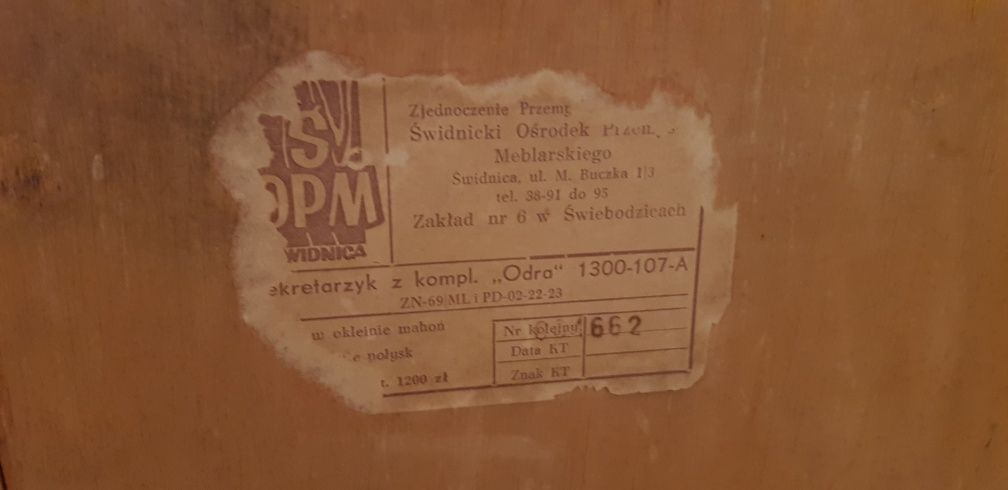 SV
OPM
WIDNICA
Zjednoczenie Przem
Świdnicki Ośrodek
Meblarskiego
Świdnica, ul. M. Buczka 1/3
tel. 38-91 do 95
Zakład nr 6 w Świebodzicach
ekretarzyk z kompl. „Odra" 1300-107-A
ZN-69/ML i PD-02-22-23
w okleinie mahoń
połysk
t. 1200 zł
Nr kolejny 662
Data KT
Znak KT